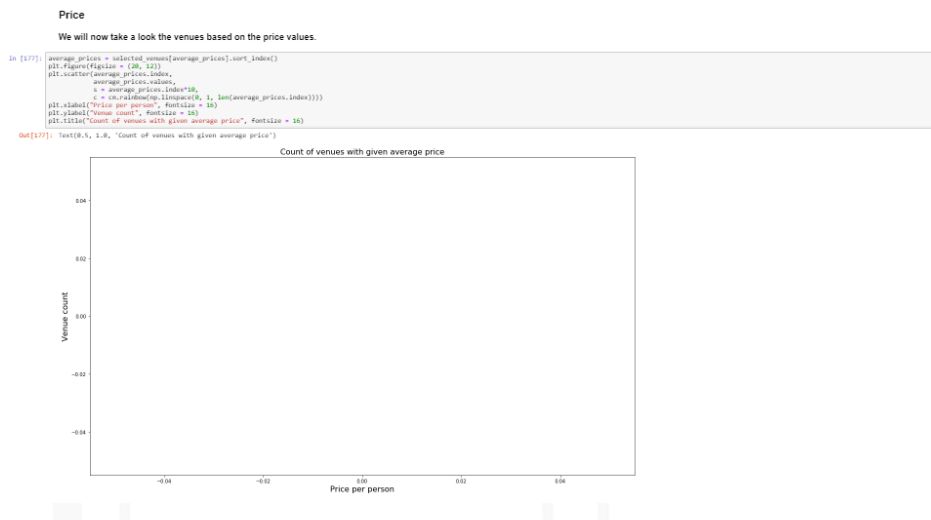 Price
We will now take a look the venues based on the price values.
In [177]: average_prices = selected_venues[average_prices].sort_index()
plt.figure(figsize = (20, 12))
plt.scatter(average_prices.index,
average_prices.values,
s = average_prices.index*10,
c = cm.rainbow(np.linspace(0, 1, len(average_prices.index))))
plt.xlabel("Price per person", fontsize = 16)
plt.ylabel("Venue count", fontsize = 16)
plt.title("Count of venues with given average price", fontsize = 16)
Out[177]: Text(0.5, 1.0, 'Count of venues with given average price')
Count of venues with given average price
0.04
0.02
0.00
−0.02
−0.04
Venue count
−0.04 −0.02 0.00 0.02 0.04
Price per person